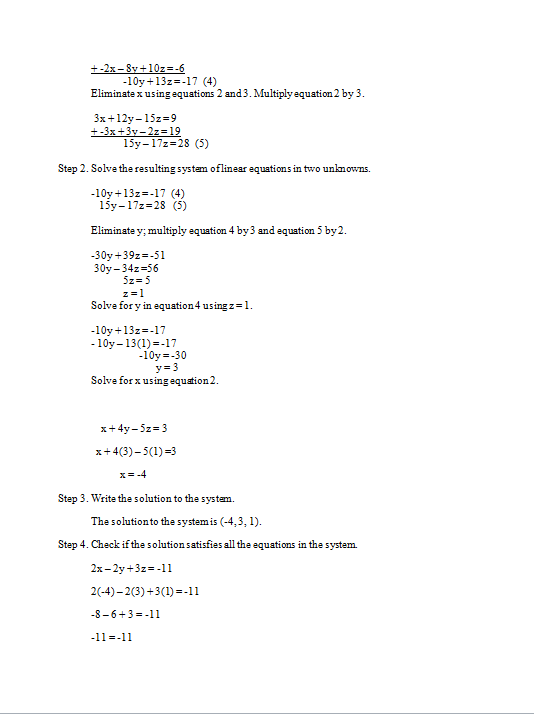 + -2x – 8y + 10z = -6
-10y + 13z = -17 (4)
Eliminate x using equations 2 and 3. Multiply equation 2 by 3.
3x + 12y – 15z = 9
+ -3x + 3y – 2z = 19
15y – 17z = 28 (5)
Step 2. Solve the resulting system of linear equations in two unknowns.
-10y + 13z = -17 (4)
15y – 17z = 28 (5)
Eliminate y; multiply equation 4 by 3 and equation 5 by 2.
-30y + 39z = -51
30y – 34z = 56
5z = 5
z = 1
Solve for y in equation 4 using z = 1.
-10y + 13z = -17
- 10y – 13(1) = -17
-10y = -30
y = 3
Solve for x using equation 2.
x + 4y – 5z = 3
x + 4(3) – 5(1) =3
x = -4
Step 3. Write the solution to the system.
The solution to the system is (-4, 3, 1).
Step 4. Check if the solution satisfies all the equations in the system.
2x – 2y + 3z = -11
2(-4) – 2(3) + 3(1) = -11
-8 – 6 + 3 = -11
-11 = -11